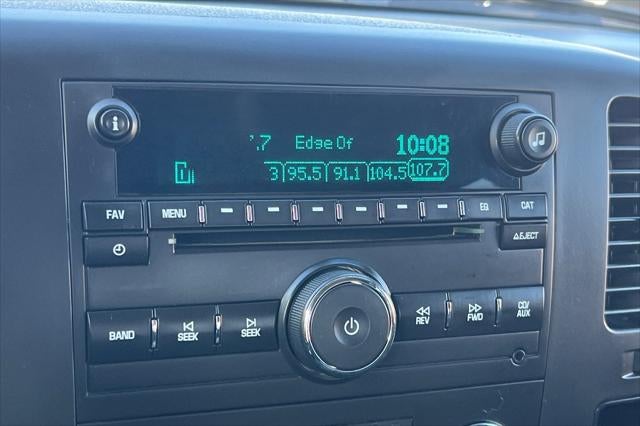 '.7 Edge Of 10:08
3 95.5 91.1 104.5 107.7
i
FAV MENU EQ CAT
EJECT
BAND SEEK SEEK REV FWD CD/
AUX